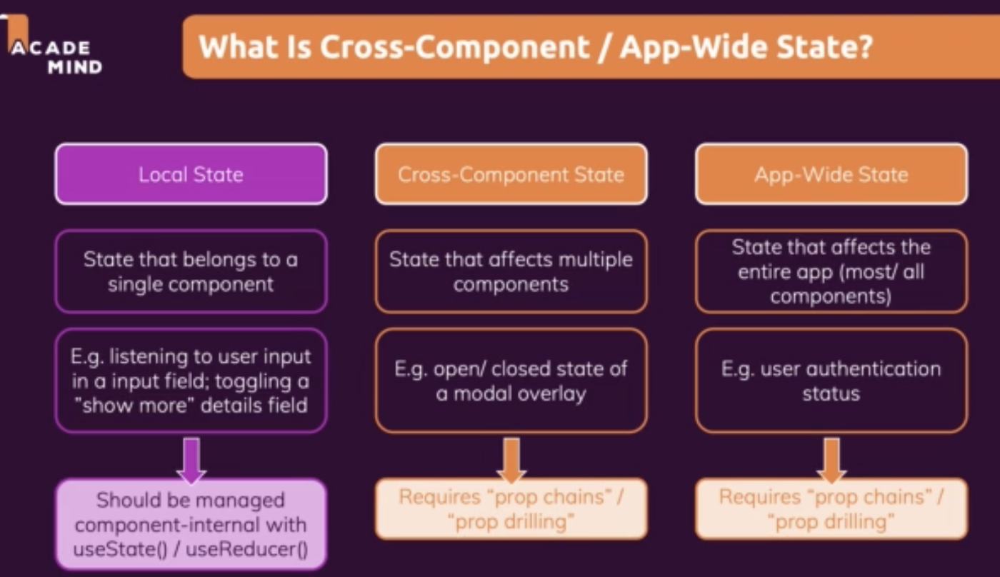 ACADE
MIND
What Is Cross-Component / App-Wide State?
Local State
State that belongs to a
single component
E.g. listening to user input
in a input field; toggling a
”show more” details field
Should be managed
component-internal with
useState() / useReducer()
Cross-Component State
State that affects multiple
components
E.g. open/ closed state of
a modal overlay
Requires “prop chains” /
“prop drilling”
App-Wide State
State that affects the
entire app (most/ all
components)
E.g. user authentication
status
Requires “prop chains” /
“prop drilling”